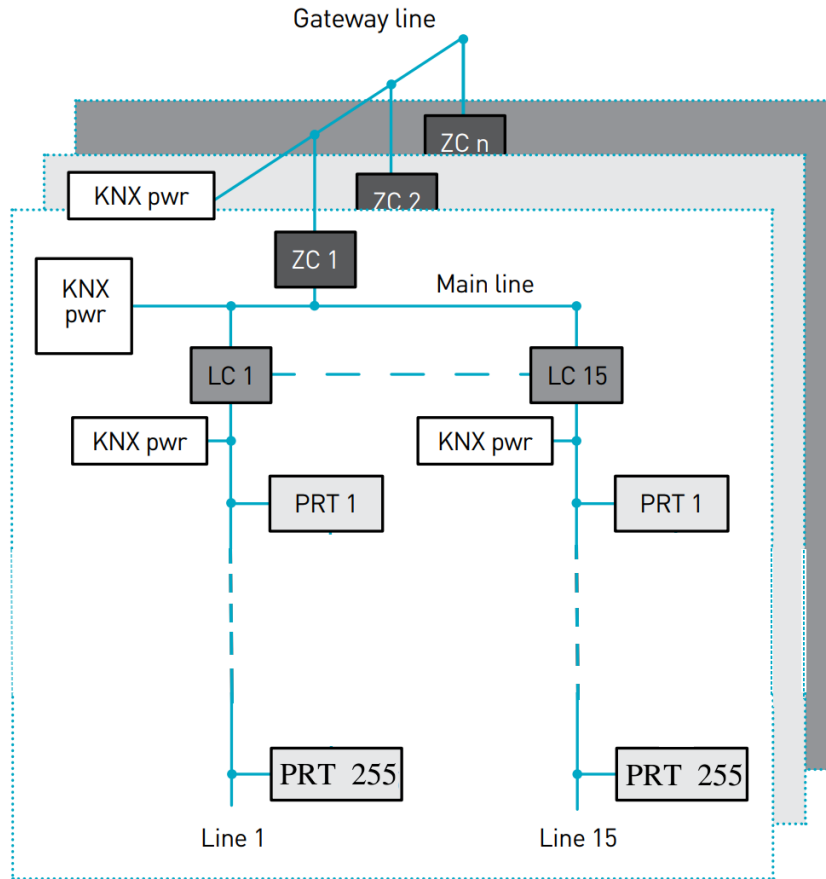 Gateway line
ZC n
KNX pwr
ZC 2
ZC 1
Main line
KNX
pwr
LC 1
LC 15
KNX pwr
KNX pwr
PRT 1
PRT 1
PRT 255
PRT 255
Line 1
Line 15